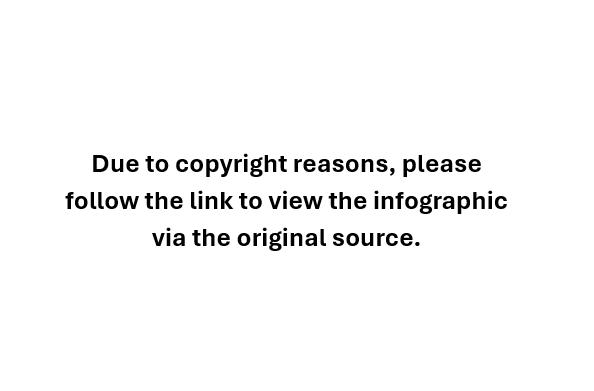 Due to copyright reasons, please
follow the link to view the infographic
via the original source.